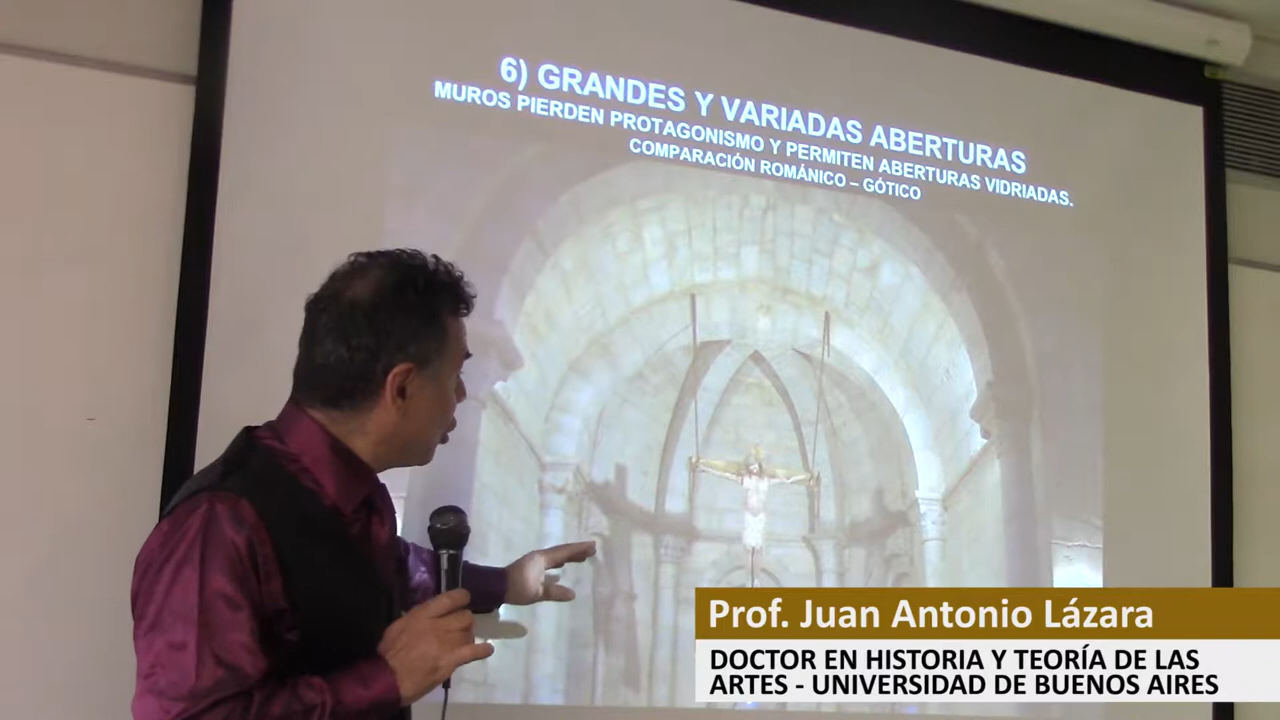 6) GRANDES Y VARIADAS ABERTURAS
MUROS PIERDEN PROTAGONISMO Y PERMITEN ABERTURAS VIDRIADAS.
COMPARACIÓN ROMÁNICO – GÓTICO
Prof. Juan Antonio Lázara
DOCTOR EN HISTORIA Y TEORÍA DE LAS
ARTES - UNIVERSIDAD DE BUENOS AIRES